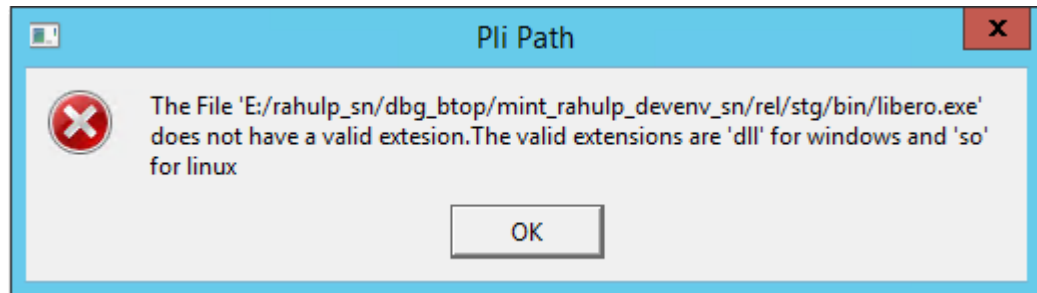 Pli Path
x
The File 'E:/rahulp_sn/dbg_btop/mint_rahulp_devenv_sn/rel/stg/bin/libero.exe'
does not have a valid extesion.The valid extensions are 'dll' for windows and 'so'
for linux
OK